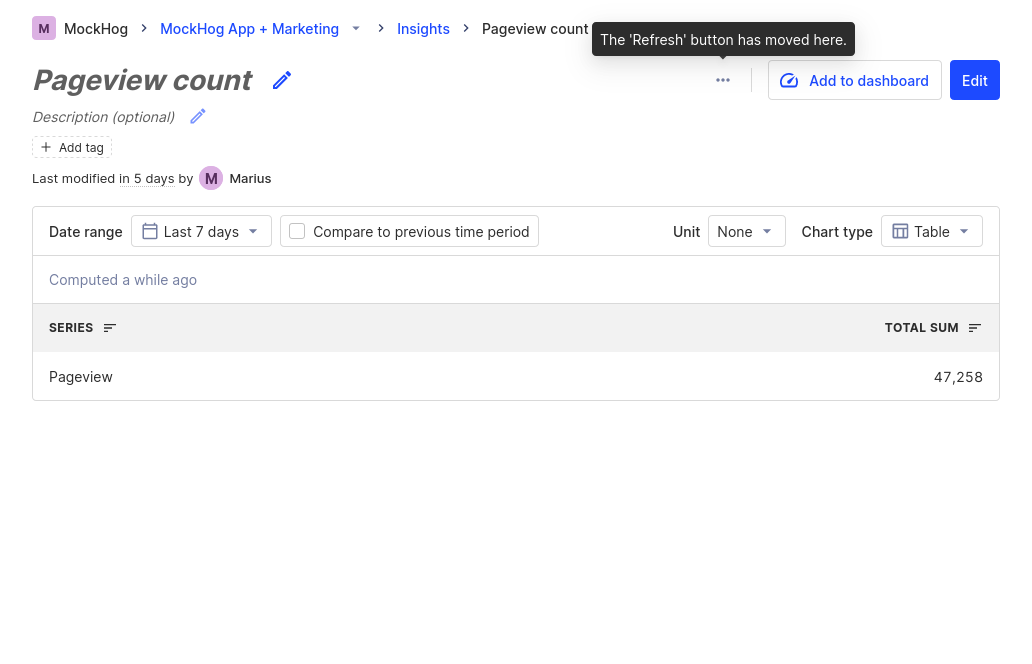 M MockHog MockHog App + Marketing Insights Pageview count
The 'Refresh' button has moved here.
Pageview count
Add to dashboard Edit
Description (optional)
Add tag
Last modified in 5 days by M Marius
Date range Last 7 days Compare to previous time period Unit None Chart type Table
Computed a while ago
SERIES TOTAL SUM
Pageview 47,258